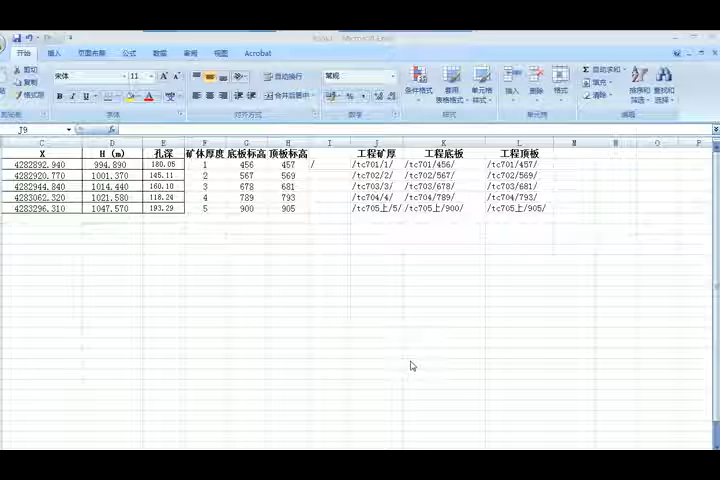 开始 插入 页面布局 公式 数据 审阅 视图 Acrobat
剪切 宋体 11 自动换行 常规 Σ 自动求和
复制 条件格式 套用 单元格 插入 删除 格式 填充 排序和 查找和
格式刷 B I U 合并后居中 表格格式 样式 清除 筛选 选择
剪贴板 字体 对齐方式 数字 样式 单元格 编辑
J9
C D E F G H I J K L M N O P
X H (m) 孔深 矿体厚度 底板标高 顶板标高 工程矿厚 工程底板 工程顶板
4282892.940 994.890 180.05 1 456 457 / /tc701/1/ /tc701/456/ /tc701/457/
4282920.770 1001.370 145.11 2 567 569 /tc702/2/ /tc702/567/ /tc702/569/
4282944.840 1014.440 160.10 3 678 681 /tc703/3/ /tc703/678/ /tc703/681/
4283062.320 1021.580 118.24 4 789 793 /tc704/4/ /tc704/789/ /tc704/793/
4283296.310 1047.570 193.29 5 900 905 /tc705上/5/ /tc705上/900/ /tc705上/905/